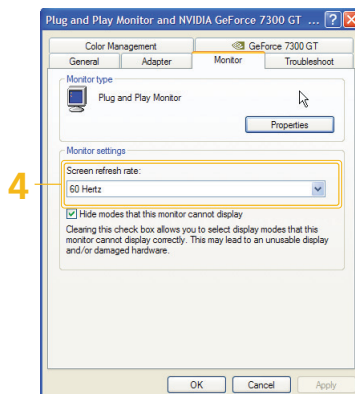 Plug and Play Monitor and NVIDIA GeForce 7300 GT ...
Color Management
GeForce 7300 GT
General
Adapter
Monitor
Troubleshoot
Monitor type
Plug and Play Monitor
Properties
Monitor settings
Screen refresh rate:
4
60 Hertz
Hide modes that this monitor cannot display
Clearing this check box allows you to select display modes that this
monitor cannot display correctly. This may lead to an unusable display
and/or damaged hardware.
OK
Cancel
Apply